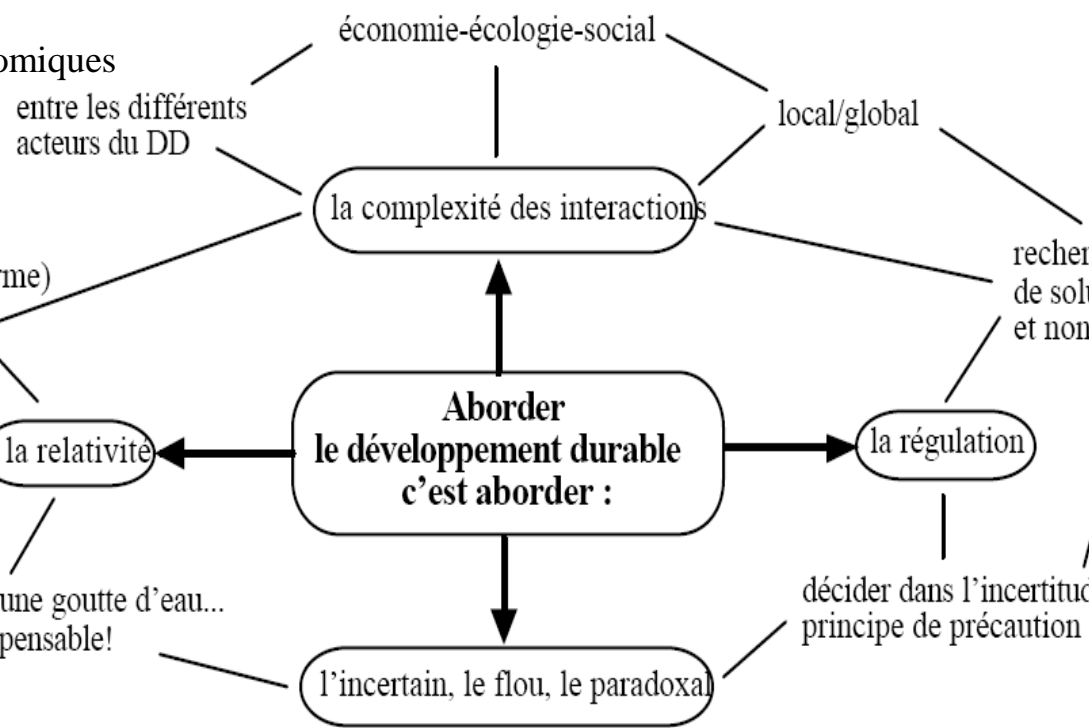 économie-écologie-social
omiques
entre les différents
acteurs du DD
local/global
la complexité des interactions
rme)
recher
de solu
et non
Aborder
le développement durable
c’est aborder :
la relativité
la régulation
une goutte d’eau...
pensable!
décider dans l’incertitud
principe de précaution
l’incertain, le flou, le paradoxal